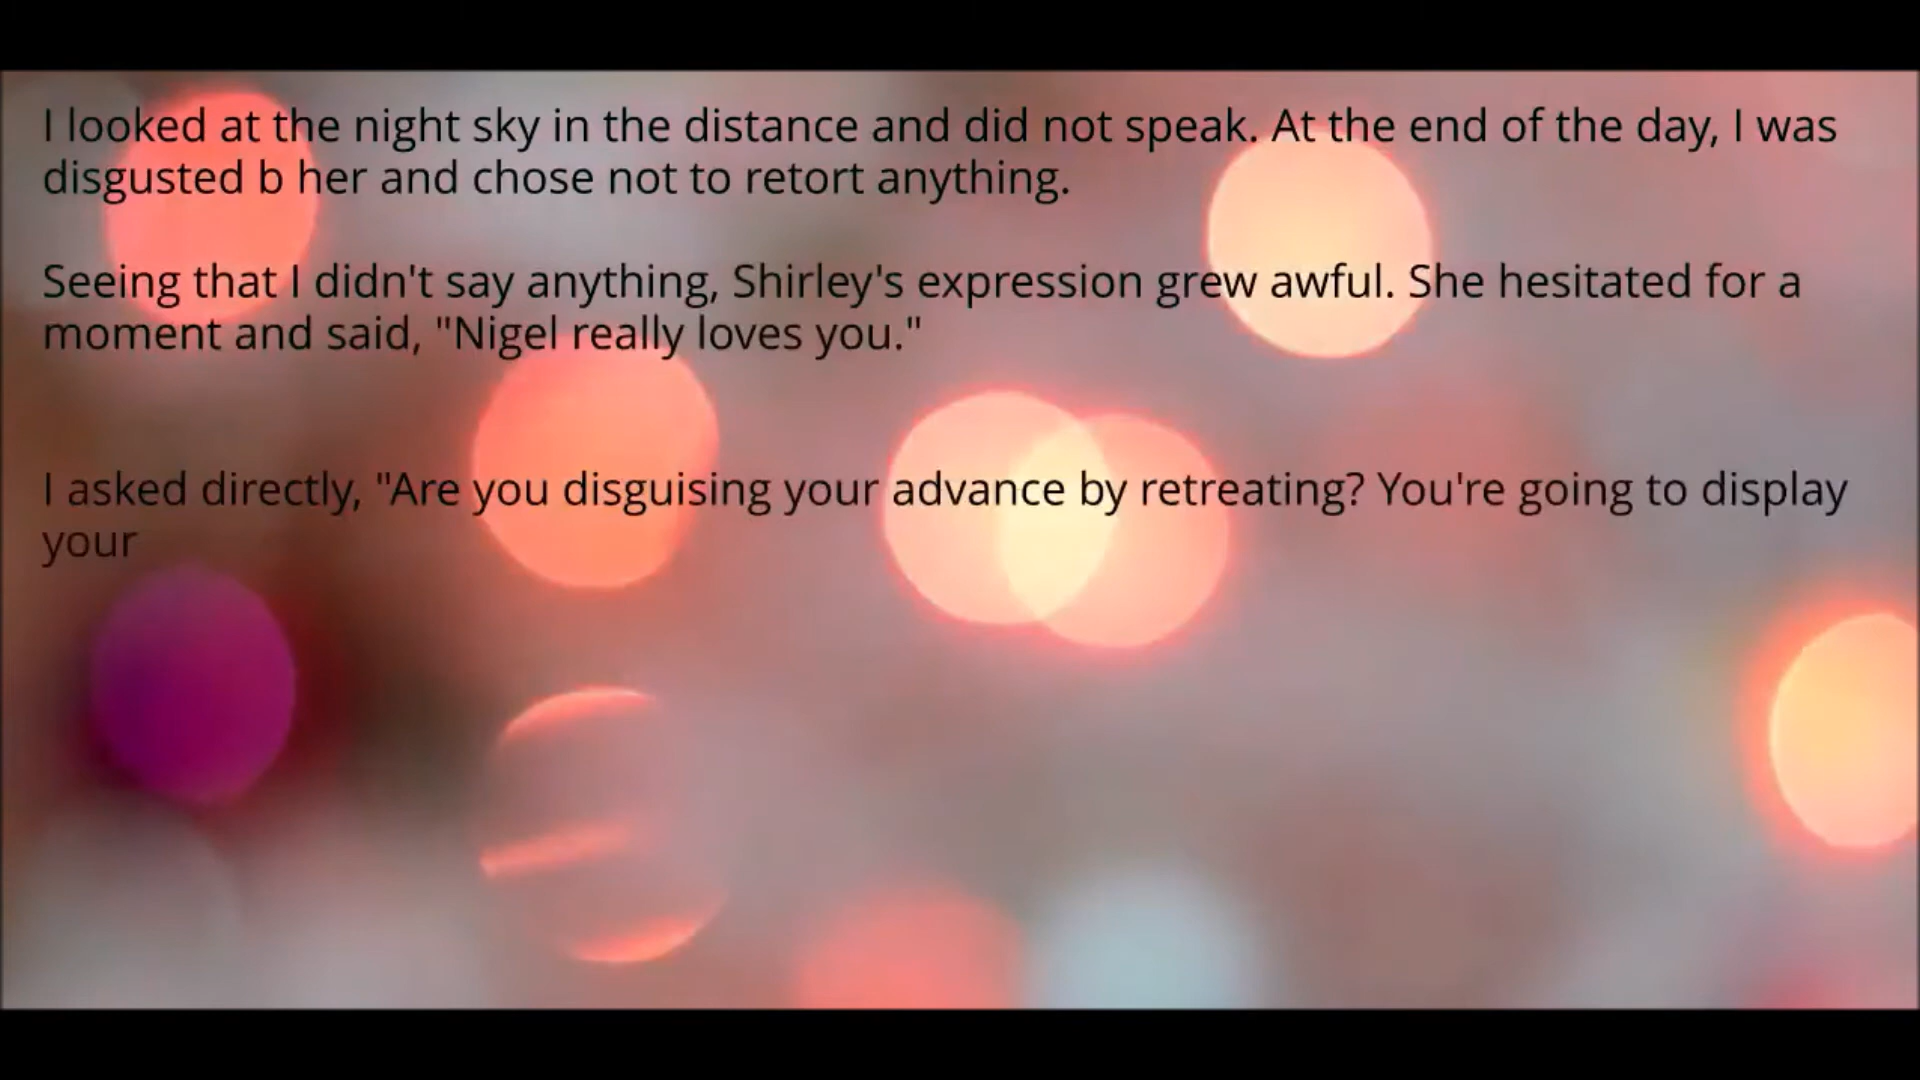 I looked at the night sky in the distance and did not speak. At the end of the day, I was
disgusted b her and chose not to retort anything.
Seeing that I didn't say anything, Shirley's expression grew awful. She hesitated for a
moment and said, "Nigel really loves you."
I asked directly, "Are you disguising your advance by retreating? You're going to display
your